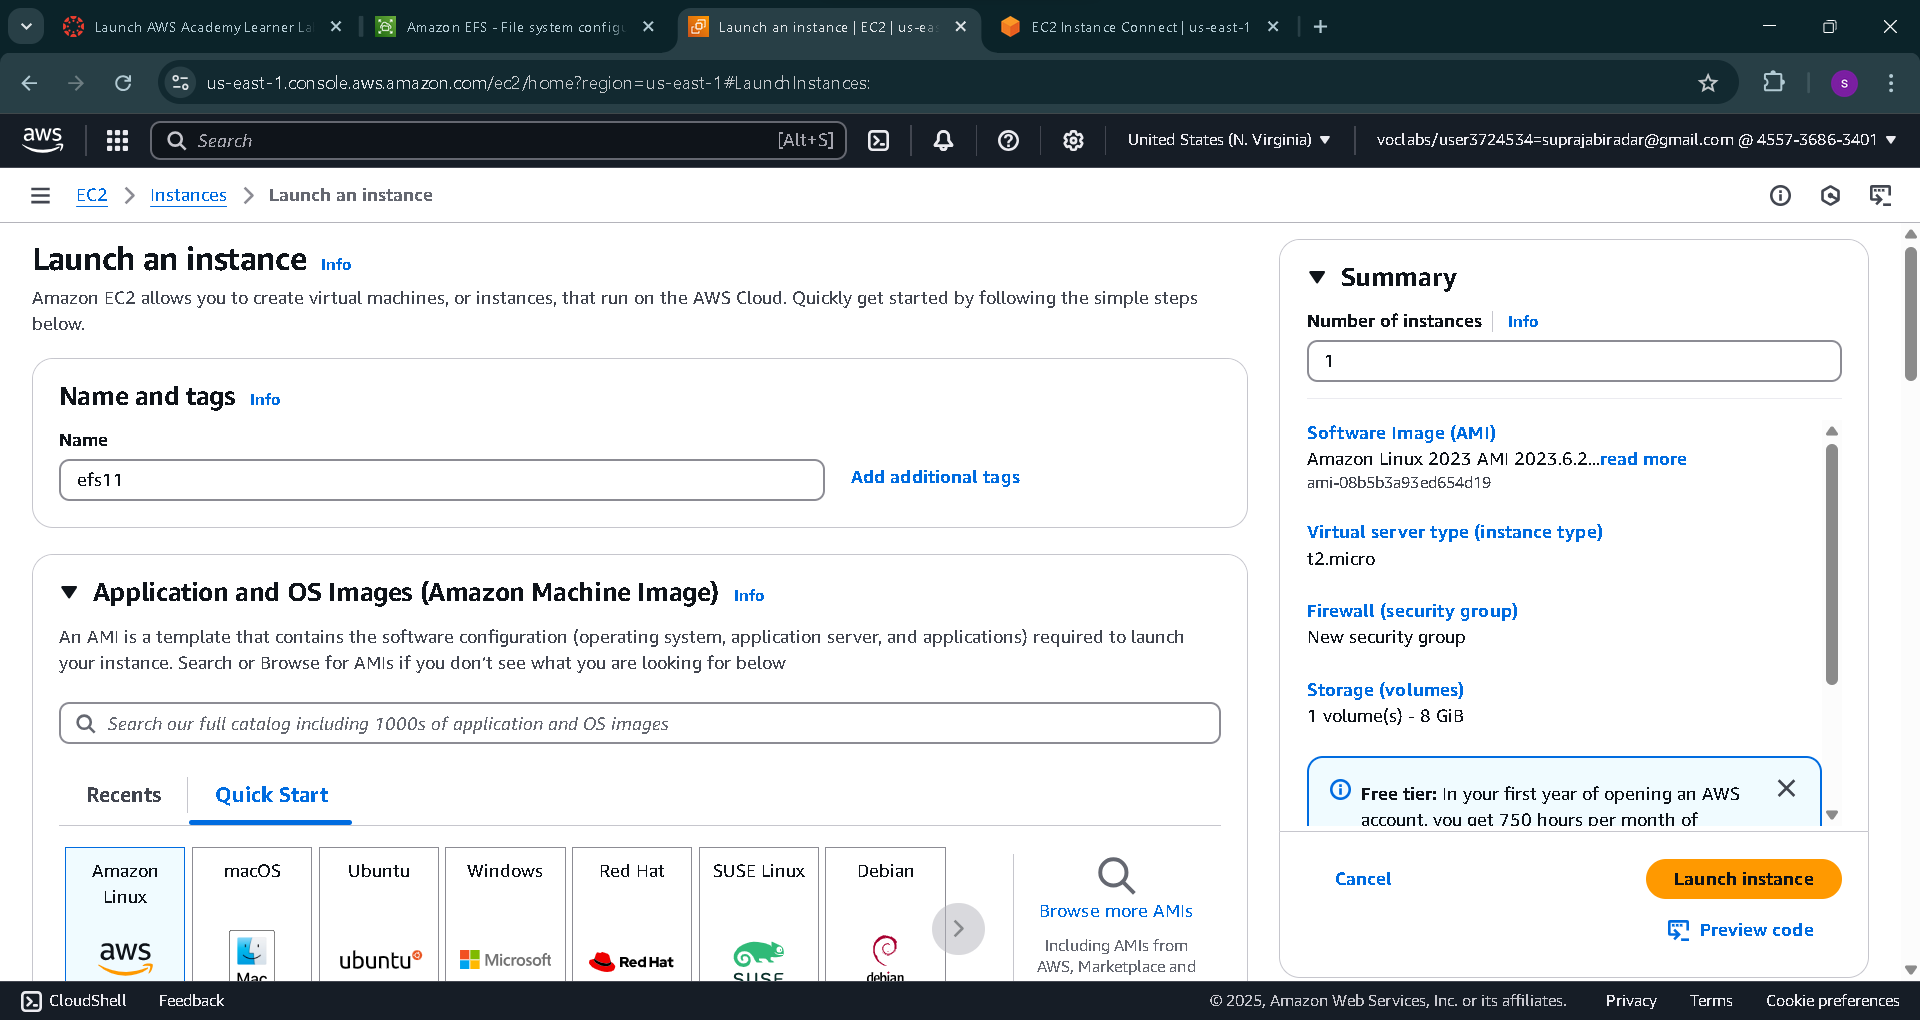 Launch AWS Academy Learner La
Amazon EFS - File system configu
Launch an instance | EC2 | us-eas
EC2 Instance Connect | us-east-1
us-east-1.console.aws.amazon.com/ec2/home?region=us-east-1#LaunchInstances:
s
aws
Search
[Alt+S]
United States (N. Virginia)
voclabs/user3724534=suprajabiradar@gmail.com @ 4557-3686-3401
EC2
Instances
Launch an instance
Launch an instance Info
Amazon EC2 allows you to create virtual machines, or instances, that run on the AWS Cloud. Quickly get started by following the simple steps
below.
Name and tags Info
Name
efs11
Add additional tags
Application and OS Images (Amazon Machine Image) Info
An AMI is a template that contains the software configuration (operating system, application server, and applications) required to launch
your instance. Search or Browse for AMIs if you don't see what you are looking for below
Search our full catalog including 1000s of application and OS images
Recents
Quick Start
Amazon
Linux
aws
macOS
Mac
Ubuntu
ubuntu
Windows
Microsoft
Red Hat
Red Hat
SUSE Linux
SUSE
Debian
debian
Browse more AMIs
Including AMIs from
AWS, Marketplace and
Summary
Number of instances Info
1
Software Image (AMI)
Amazon Linux 2023 AMI 2023.6.2...read more
ami-08b5b3a93ed654d19
Virtual server type (instance type)
t2.micro
Firewall (security group)
New security group
Storage (volumes)
1 volume(s) - 8 GiB
Free tier: In your first year of opening an AWS
account, you get 750 hours per month of
Cancel
Launch instance
Preview code
CloudShell
Feedback
© 2025, Amazon Web Services, Inc. or its affiliates.
Privacy
Terms
Cookie preferences